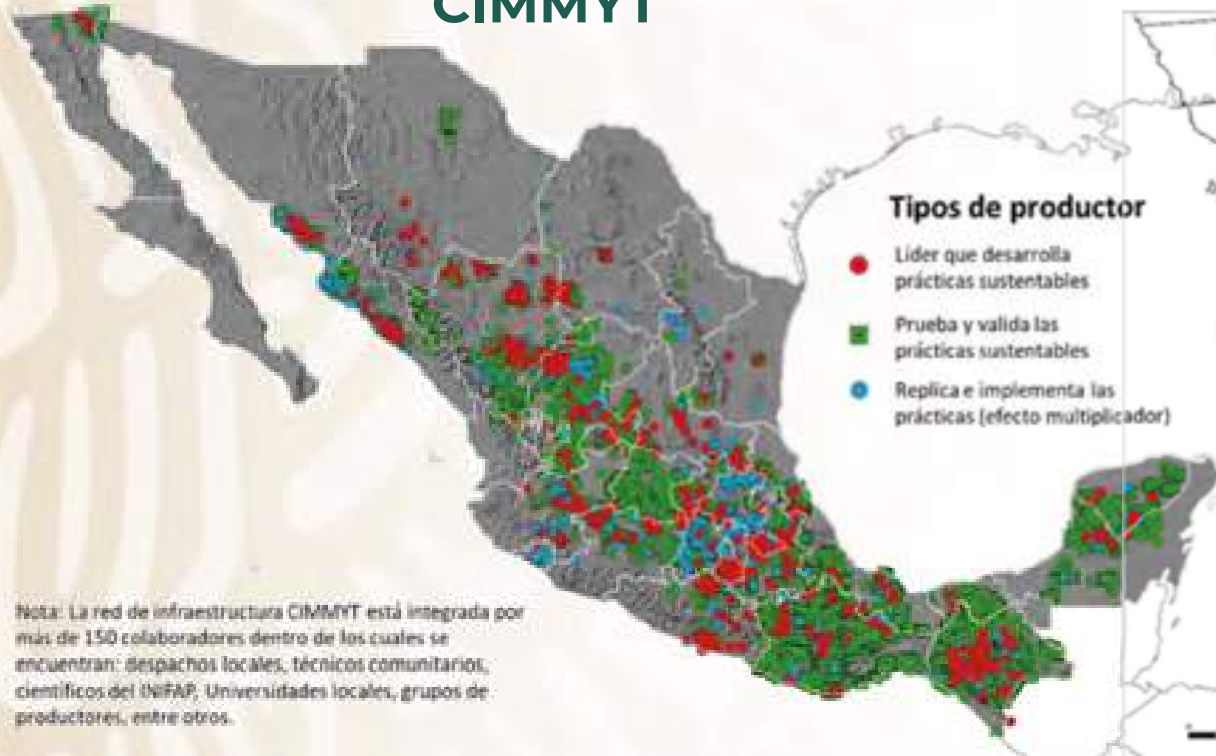 CIMMYT
Tipos de productor
Líder que desarrolla
prácticas sustentables
Prueba y valida las
prácticas sustentables
Replica e implementa las
prácticas (efecto multiplicador)
Nota: La red de infraestructura CIMMYT está integrada por
más de 150 colaboradores dentro de los cuales se
encuentran: despachos locales, técnicos comunitarios,
científicos del INIFAP, Universidades locales, grupos de
productores, entre otros.